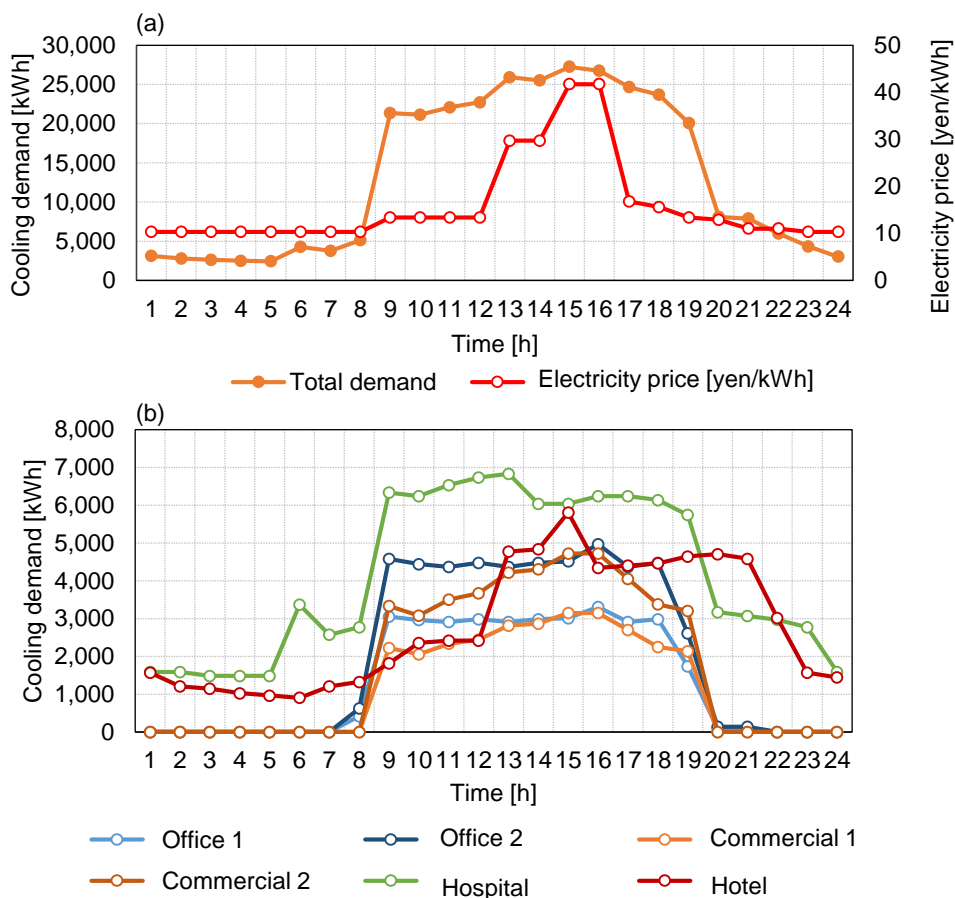 (a)
30,000
25,000
20,000
15,000
10,000
5,000
0
Cooling demand [kWh]
50
40
30
20
10
0
Electricity price [yen/kWh]
1 2 3 4 5 6 7 8 9 10 11 12 13 14 15 16 17 18 19 20 21 22 23 24
Time [h]
Total demand Electricity price [yen/kWh]
(b)
8,000
7,000
6,000
5,000
4,000
3,000
2,000
1,000
0
Cooling demand [kWh]
1 2 3 4 5 6 7 8 9 10 11 12 13 14 15 16 17 18 19 20 21 22 23 24
Time [h]
Office 1 Office 2 Commercial 1
Commercial 2 Hospital Hotel